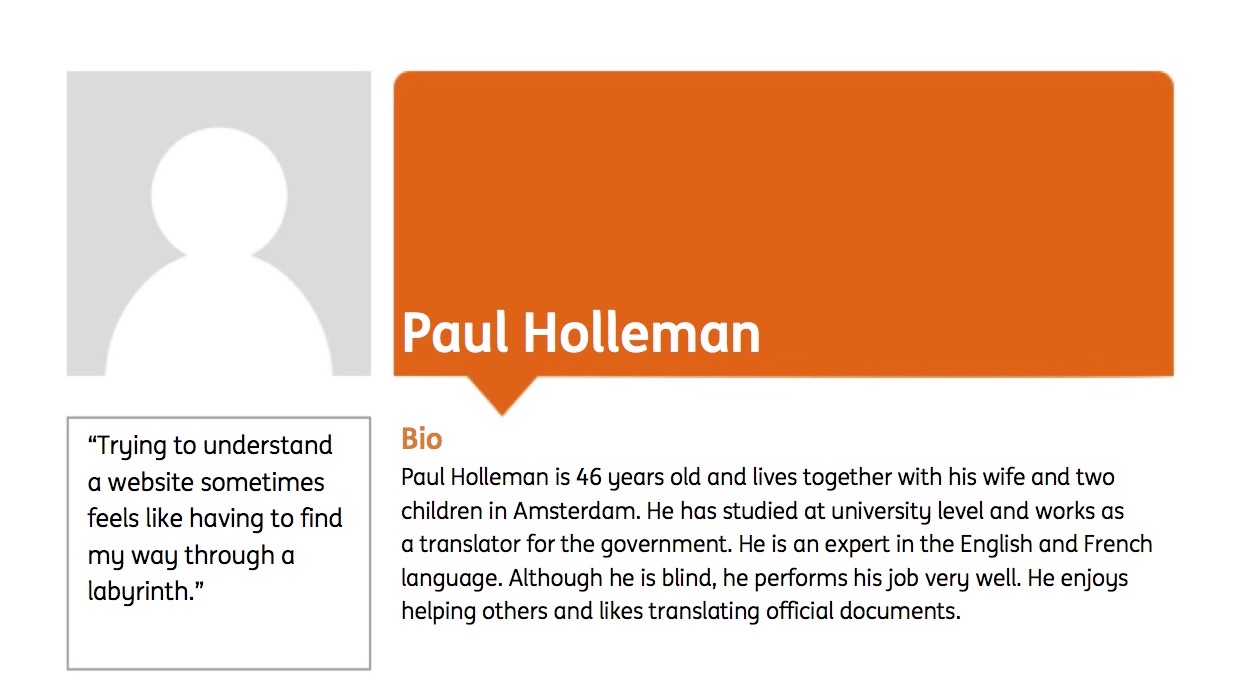 Paul Holleman
“Trying to understand
a website sometimes
feels like having to find
my way through a
labyrinth.”
Bio
Paul Holleman is 46 years old and lives together with his wife and two
children in Amsterdam. He has studied at university level and works as
a translator for the government. He is an expert in the English and French
language. Although he is blind, he performs his job very well. He enjoys
helping others and likes translating official documents.